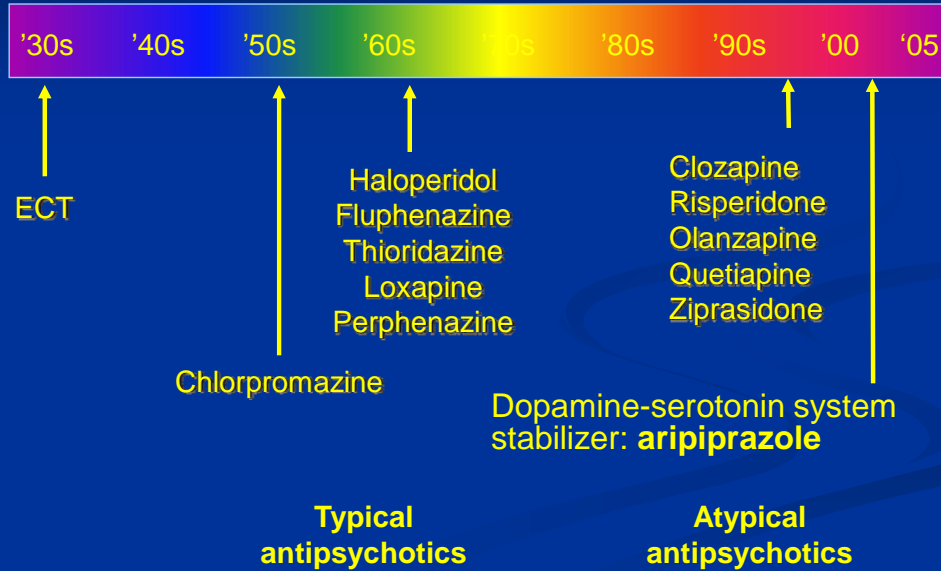 '30s '40s '50s '60s '70s '80s '90s '00 '05
ECT
Haloperidol
Fluphenazine
Thioridazine
Loxapine
Perphenazine
Clozapine
Risperidone
Olanzapine
Quetiapine
Ziprasidone
Chlorpromazine
Dopamine-serotonin system
stabilizer: aripiprazole
Typical
antipsychotics
Atypical
antipsychotics